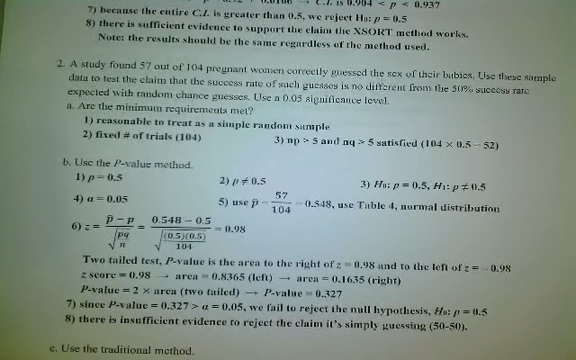 C.I. is 0.904 < p < 0.937
7) because the entire C.I. is greater than 0.5, we reject H₀: p = 0.5
8) there is sufficient evidence to support the claim the XSORT method works.
Note: the results should be the same regardless of the method used.
2. A study found 57 out of 104 pregnant women correctly guessed the sex of their babies. Use these sample
data to test the claim that the success rate of such guesses is no different from the 50% success rate
expected with random chance guesses. Use a 0.05 significance level.
a. Are the minimum requirements met?
1) reasonable to treat as a simple random sample
2) fixed # of trials (104) 3) np > 5 and nq > 5 satisfied (104 × 0.5 = 52)
b. Use the P-value method.
1) p = 0.5 2) p ≠ 0.5 3) H₀: p = 0.5, H₁: p ≠ 0.5
4) α = 0.05 5) use p̂ = 57/104 = 0.548, use Table 4, normal distribution
6) z = (p̂ − p)/√(pq/n) = (0.548 − 0.5)/√((0.5)(0.5)/104) = 0.98
Two tailed test, P-value is the area to the right of z = 0.98 and to the left of z = −0.98
z score = 0.98 → area = 0.8365 (left) → area = 0.1635 (right)
P-value = 2 × area (two tailed) → P-value = 0.327
7) since P-value = 0.327 > α = 0.05, we fail to reject the null hypothesis, H₀: p = 0.5
8) there is insufficient evidence to reject the claim it's simply guessing (50-50).
c. Use the traditional method.